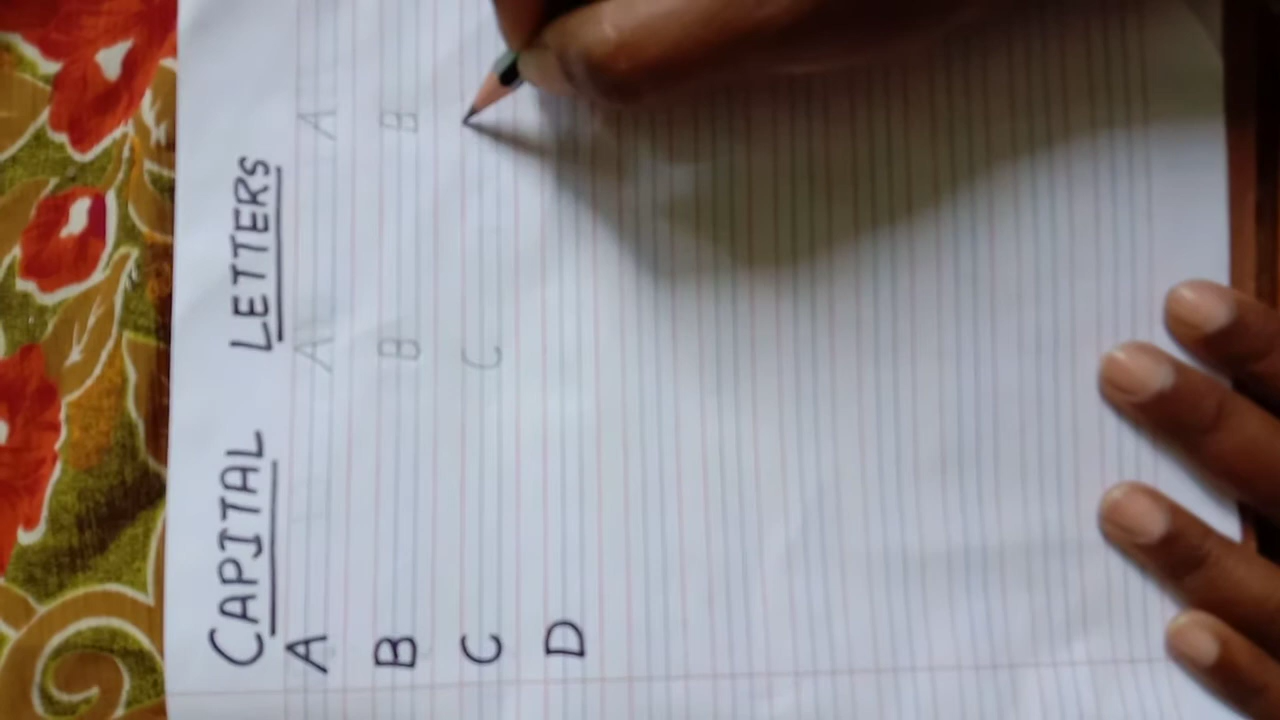 CAPITAL LETTERS
A A A
B B B
C C
D